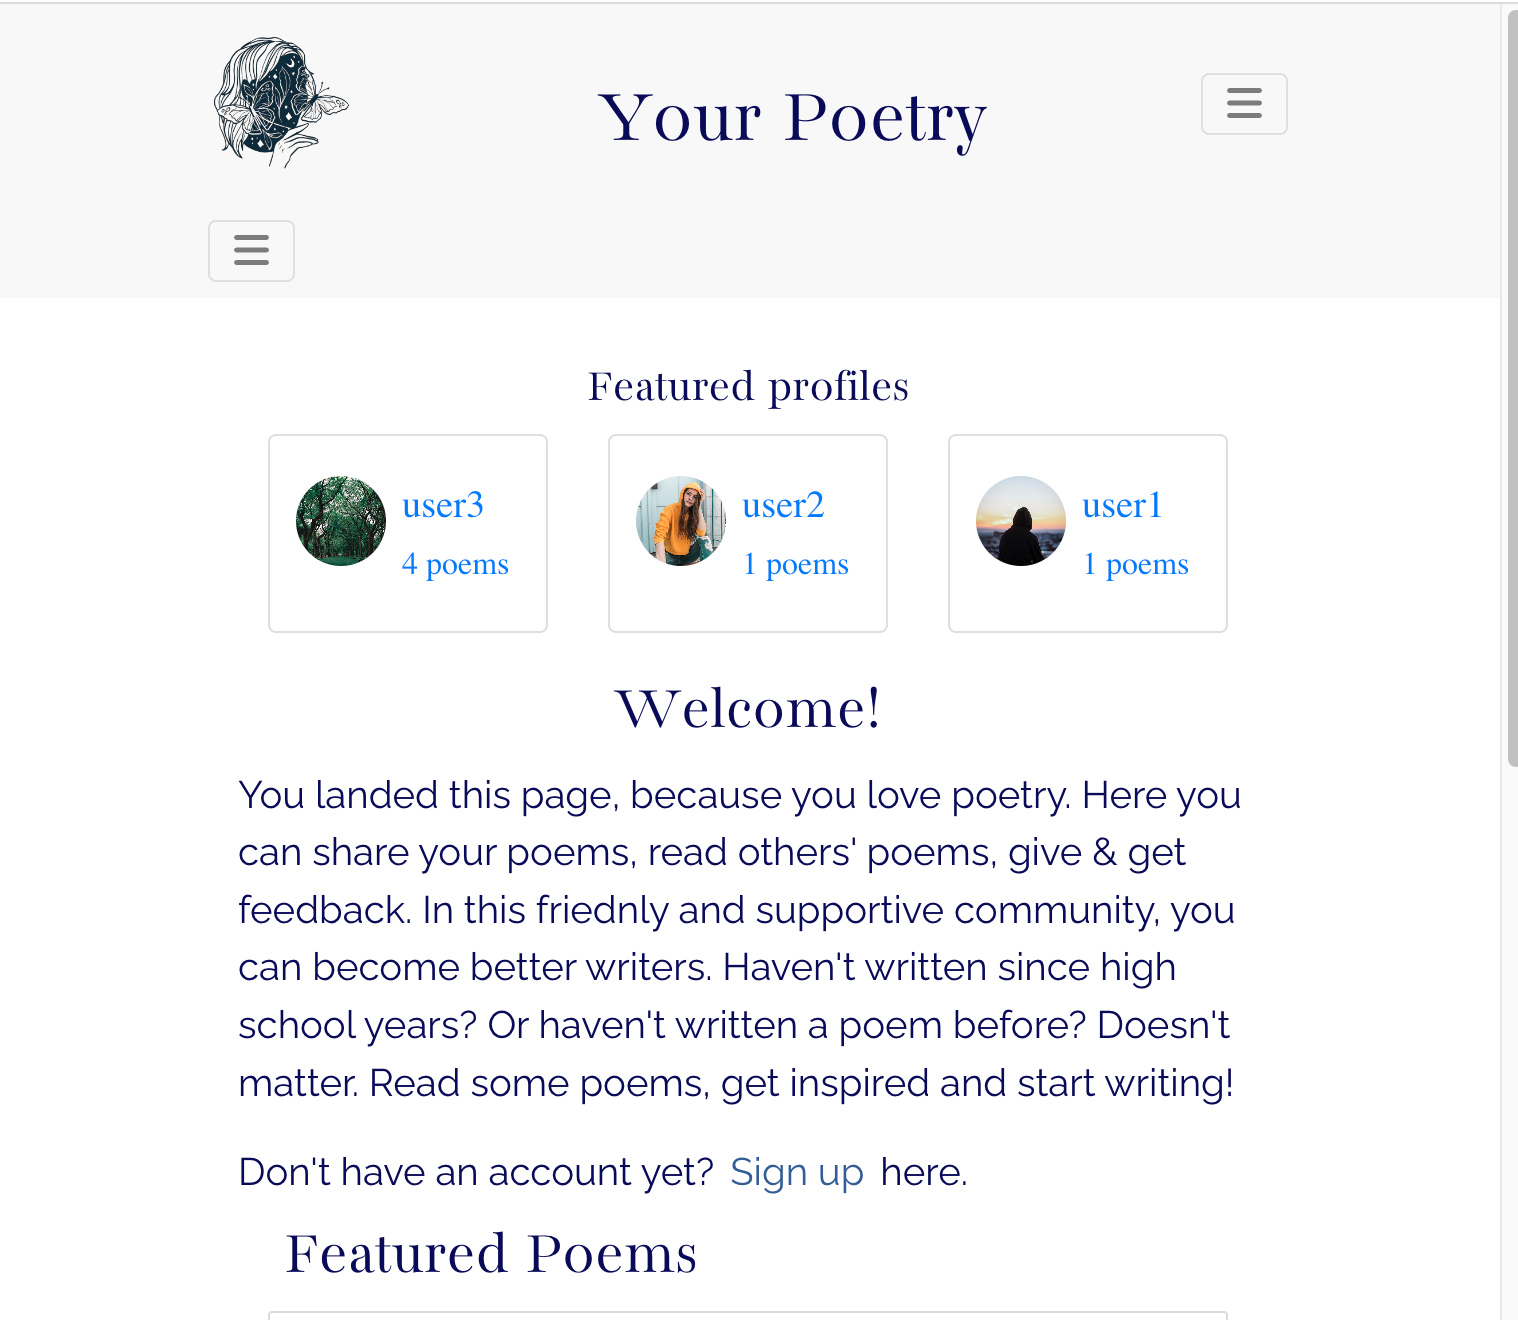 Your Poetry
Featured profiles
user3
4 poems
user2
1 poems
user1
1 poems
Welcome!
You landed this page, because you love poetry. Here you
can share your poems, read others' poems, give & get
feedback. In this friednly and supportive community, you
can become better writers. Haven't written since high
school years? Or haven't written a poem before? Doesn't
matter. Read some poems, get inspired and start writing!
Don't have an account yet? Sign up here.
Featured Poems